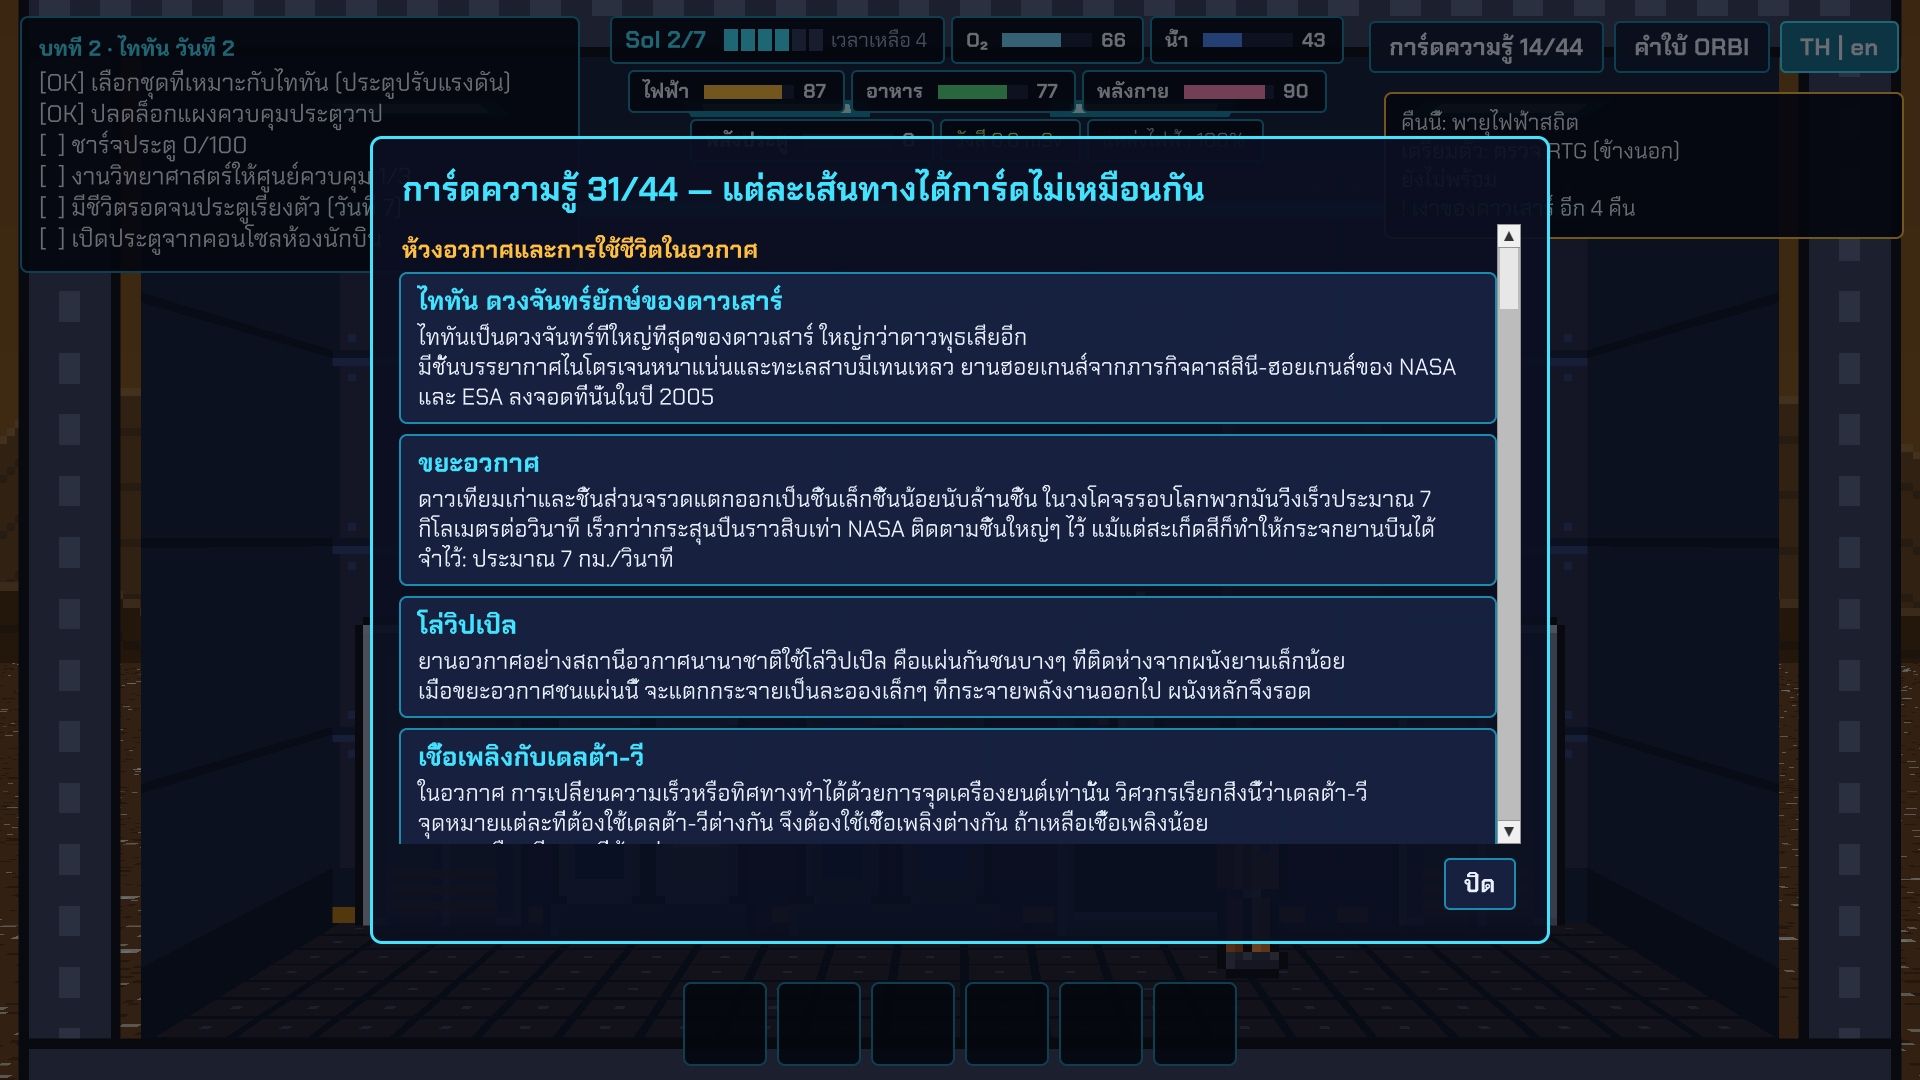 บทที่ 2 · ไททัน วันที่ 2
[OK] เลือกชุดที่เหมาะกับไททัน (ประตูปรับแรงดัน)
[OK] ปลดล็อกแผงควบคุมประตูวาป
[ ] ชาร์จประตู 0/100
[ ] งานวิทยาศาสตร์ให้ศูนย์ควบคุม 1/3
[ ] มีชีวิตรอดจนประตูเรียงตัว (วันที่ 7)
[ ] เปิดประตูจากคอนโซลห้องนักบิน
Sol 2/7 เวลาเหลือ 4
O₂ 66
น้ำ 43
ไฟฟ้า 87
อาหาร 77
พลังกาย 90
การ์ดความรู้ 14/44
คำใบ้ ORBI
TH | en
คืนนี้: พายุไฟฟ้าสถิต
เตรียมตัว: ตรวจ RTG (ข้างนอก)
ยังไม่พร้อม
! เงาของดาวเสาร์ อีก 4 คืน
การ์ดความรู้ 31/44 — แต่ละเส้นทางได้การ์ดไม่เหมือนกัน
ห้วงอวกาศและการใช้ชีวิตในอวกาศ
ไททัน ดวงจันทร์ยักษ์ของดาวเสาร์
ไททันเป็นดวงจันทร์ที่ใหญ่ที่สุดของดาวเสาร์ ใหญ่กว่าดาวพุธเสียอีก
มีชั้นบรรยากาศไนโตรเจนหนาแน่นและทะเลสาบมีเทนเหลว ยานฮอยเกนส์จากภารกิจคาสสินี-ฮอยเกนส์ของ NASA
และ ESA ลงจอดที่นั่นในปี 2005
ขยะอวกาศ
ดาวเทียมเก่าและชิ้นส่วนจรวดแตกออกเป็นชิ้นเล็กชิ้นน้อยนับล้านชิ้น ในวงโคจรรอบโลกพวกมันวิ่งเร็วประมาณ 7
กิโลเมตรต่อวินาที เร็วกว่ากระสุนปืนราวสิบเท่า NASA ติดตามชิ้นใหญ่ๆ ไว้ แม้แต่สะเก็ดสีก็ทำให้กระจกยานบิ่นได้
จำไว้: ประมาณ 7 กม./วินาที
โล่วิปเปิล
ยานอวกาศอย่างสถานีอวกาศนานาชาติใช้โล่วิปเปิล คือแผ่นกันชนบางๆ ที่ติดห่างจากผนังยานเล็กน้อย
เมื่อขยะอวกาศชนแผ่นนี้ จะแตกกระจายเป็นละอองเล็กๆ ที่กระจายพลังงานออกไป ผนังหลักจึงรอด
เชื้อเพลิงกับเดลต้า-วี
ในอวกาศ การเปลี่ยนความเร็วหรือทิศทางทำได้ด้วยการจุดเครื่องยนต์เท่านั้น วิศวกรเรียกสิ่งนี้ว่าเดลต้า-วี
จุดหมายแต่ละที่ต้องใช้เดลต้า-วีต่างกัน จึงต้องใช้เชื้อเพลิงต่างกัน ถ้าเหลือเชื้อเพลิงน้อย
ปิด